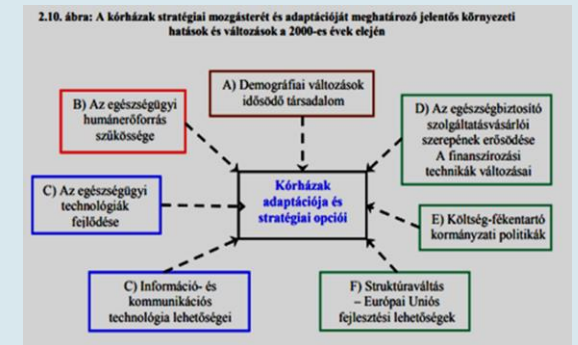 2.10. ábra: A kórházak stratégiai mozgásterét és adaptációját meghatározó jelentős környezeti
hatások és változások a 2000-es évek elején
A) Demográfiai változások
idősödő társadalom
B) Az egészségügyi
humánerőforrás
szűkössége
D) Az egészségbiztosító
szolgáltatásvásárlói
szerepének erősödése
A finanszírozási
technikák változásai
C) Az egészségügyi
technológiák
fejlődése
Kórházak
adaptációja és
stratégiai opciói
E) Költség-fékentartó
kormányzati politikák
C) Információ- és
kommunikációs
technológia lehetőségei
F) Struktúraváltás
– Európai Uniós
fejlesztési lehetőségek